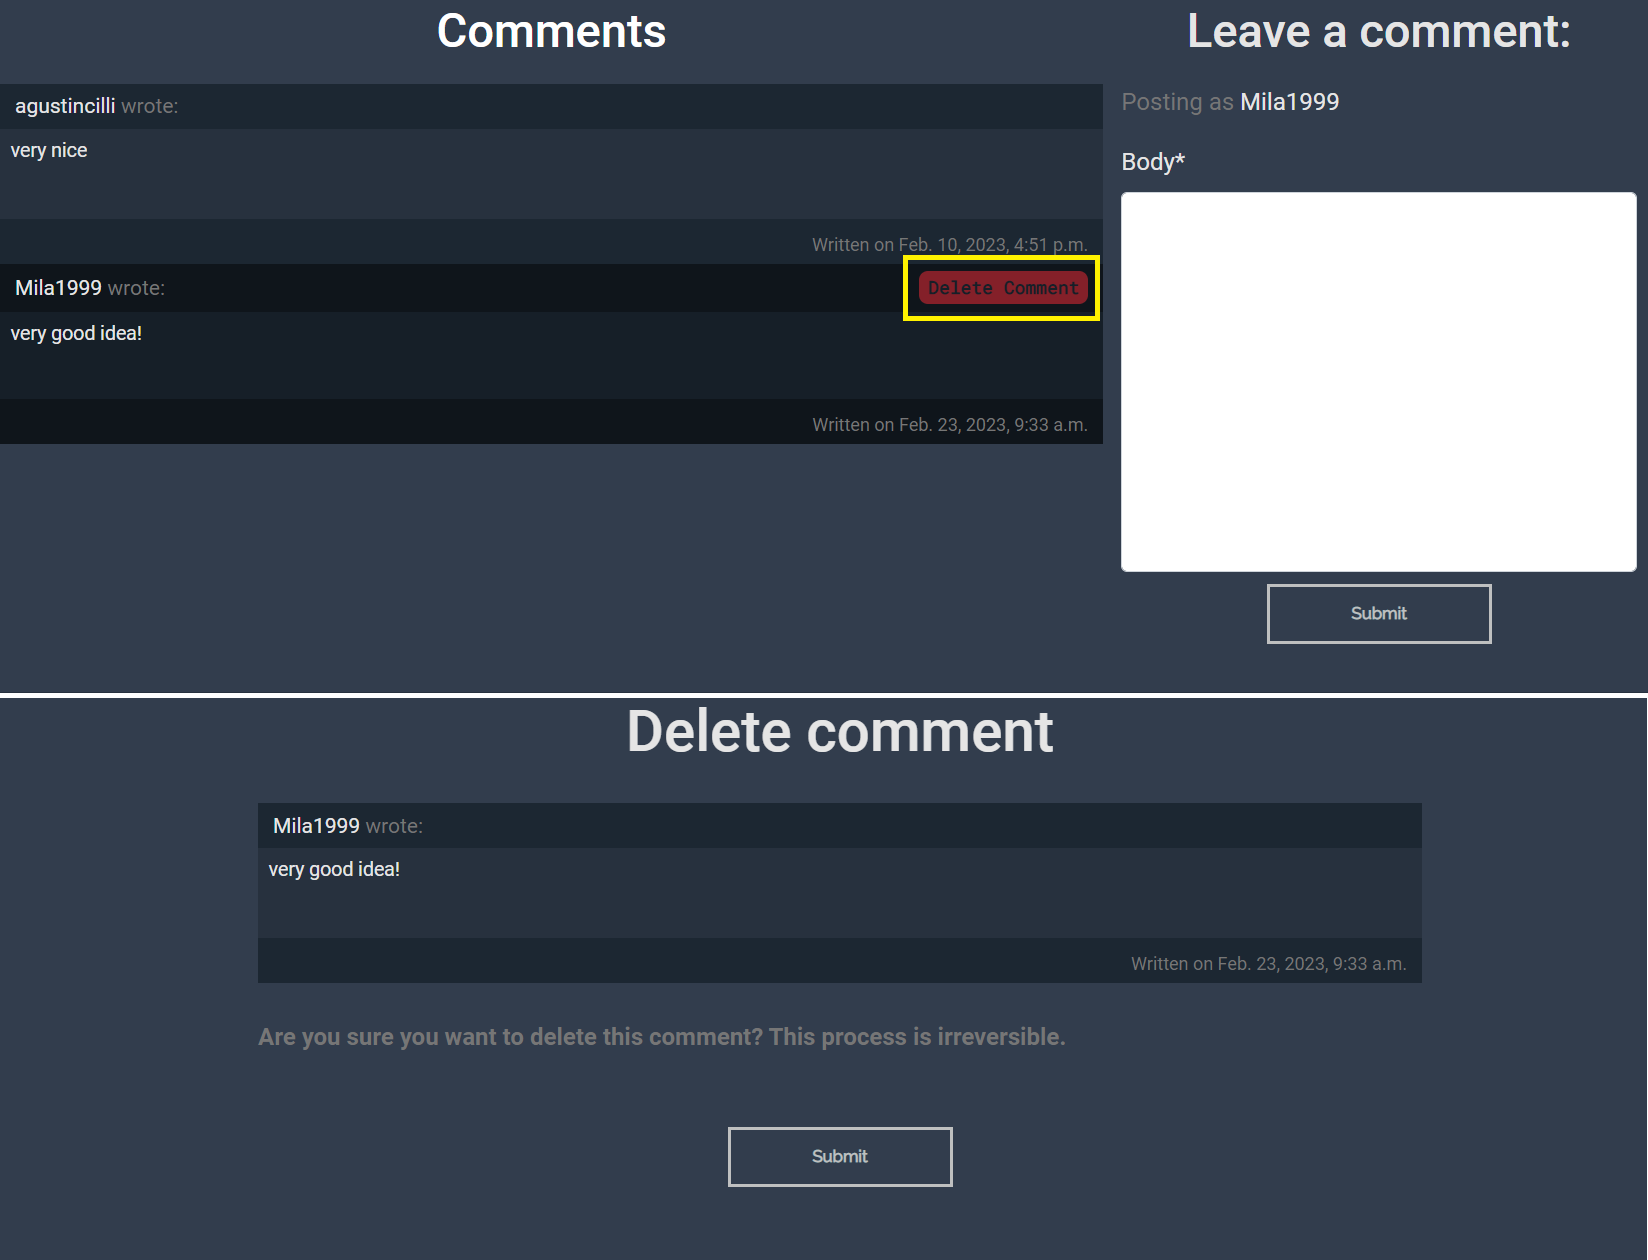 Comments
agustincilli wrote:
very nice
Written on Feb. 10, 2023, 4:51 p.m.
Mila1999 wrote:
Delete Comment
very good idea!
Written on Feb. 23, 2023, 9:33 a.m.
Leave a comment:
Posting as Mila1999
Body*
Submit
Delete comment
Mila1999 wrote:
very good idea!
Written on Feb. 23, 2023, 9:33 a.m.
Are you sure you want to delete this comment? This process is irreversible.
Submit